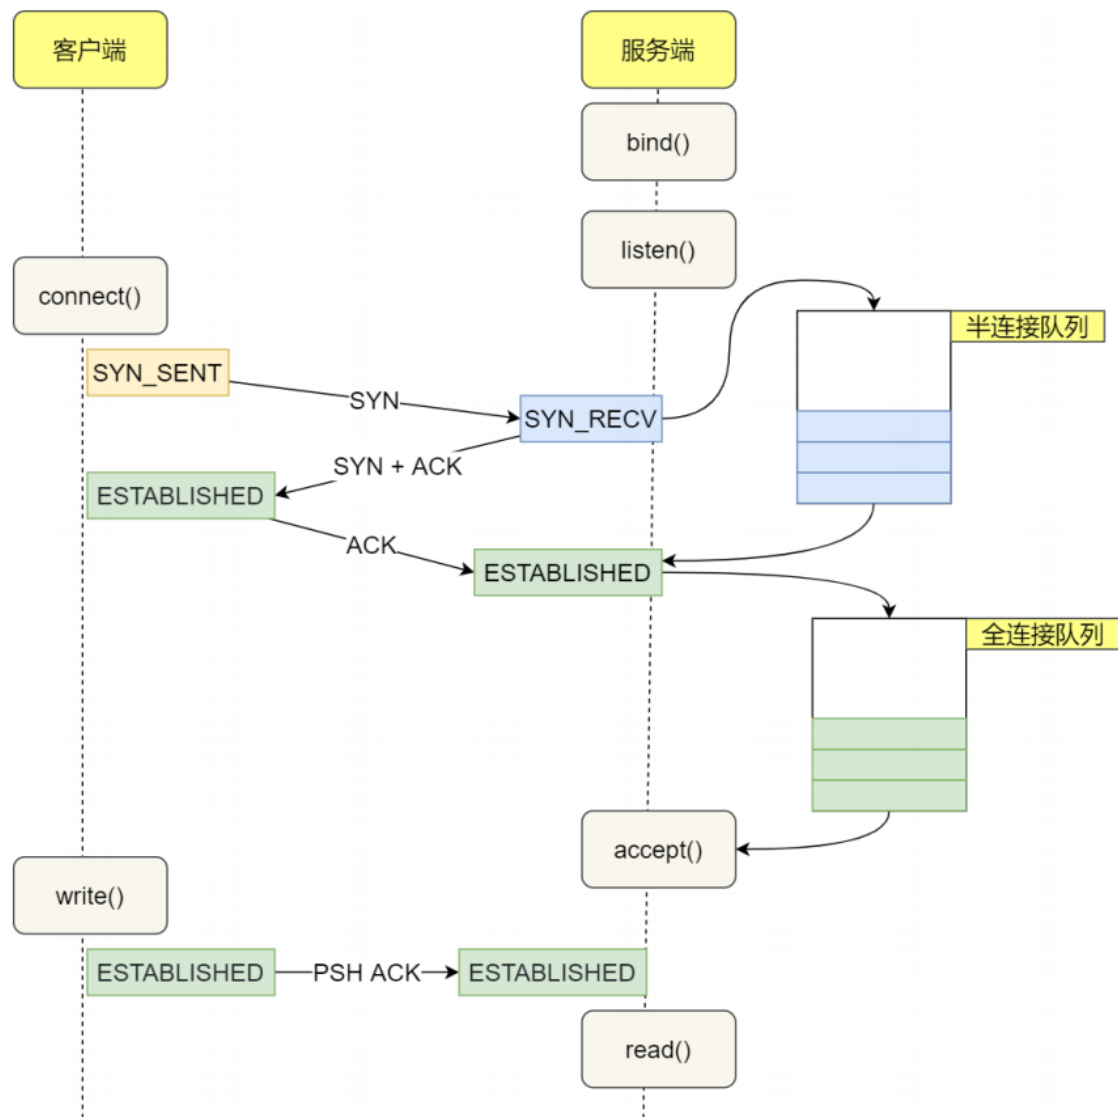 客户端
服务端
bind()
listen()
connect()
半连接队列
SYN_SENT
SYN
SYN_RECV
SYN + ACK
ESTABLISHED
ACK
ESTABLISHED
全连接队列
accept()
write()
ESTABLISHED
PSH ACK
ESTABLISHED
read()